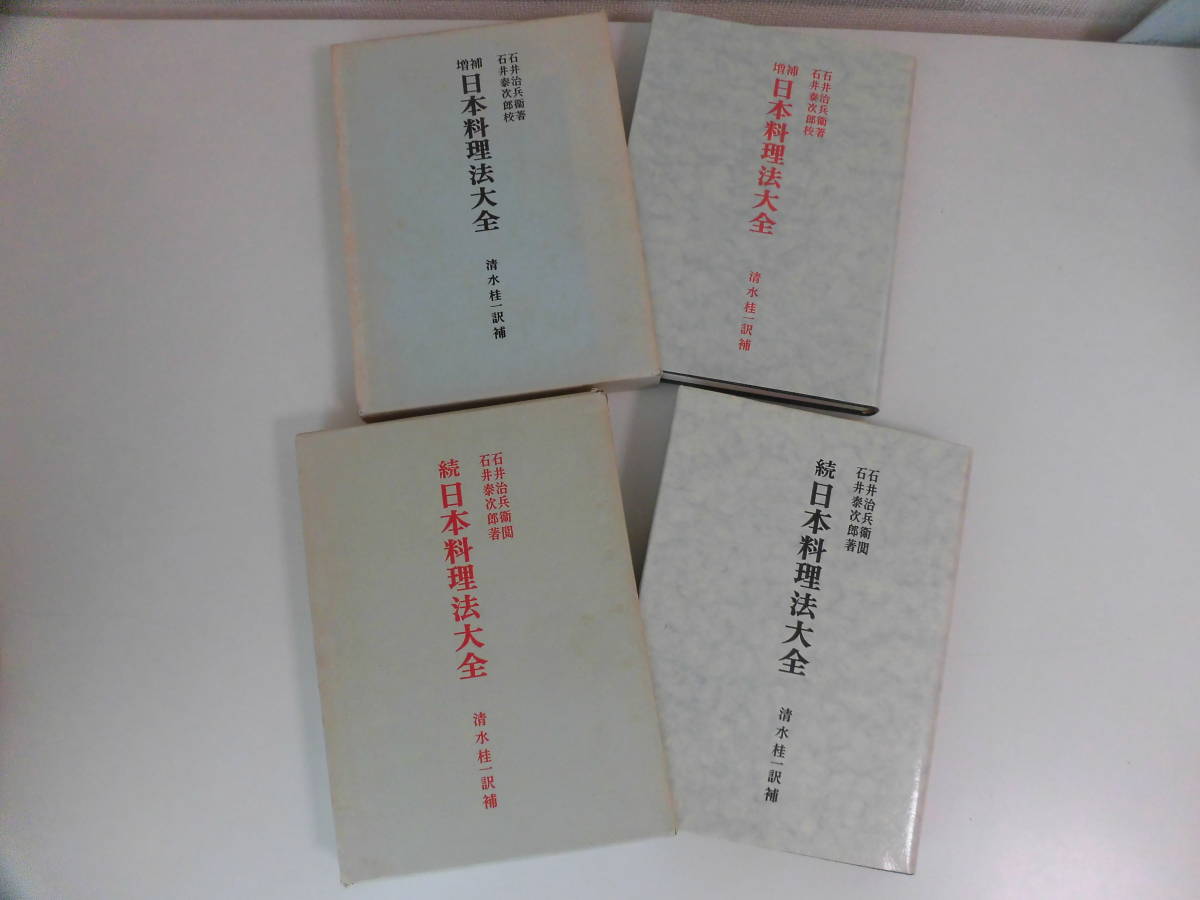 石井治兵衛著
石井泰次郎校
増補
日本料理法大全
清水桂一訳補
石井治兵衛著
石井泰次郎校
増補
日本料理法大全
清水桂一訳補
石井治兵衛閲
石井泰次郎著
続日本料理法大全
清水桂一訳補
石井治兵衛閲
石井泰次郎著
続日本料理法大全
清水桂一訳補